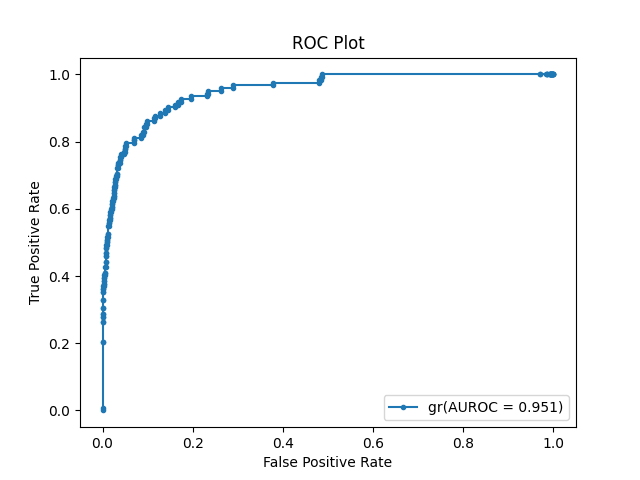 ROC Plot
True Positive Rate
1.0
0.8
0.6
0.4
0.2
0.0
gr(AUROC = 0.951)
0.0 0.2 0.4 0.6 0.8 1.0
False Positive Rate